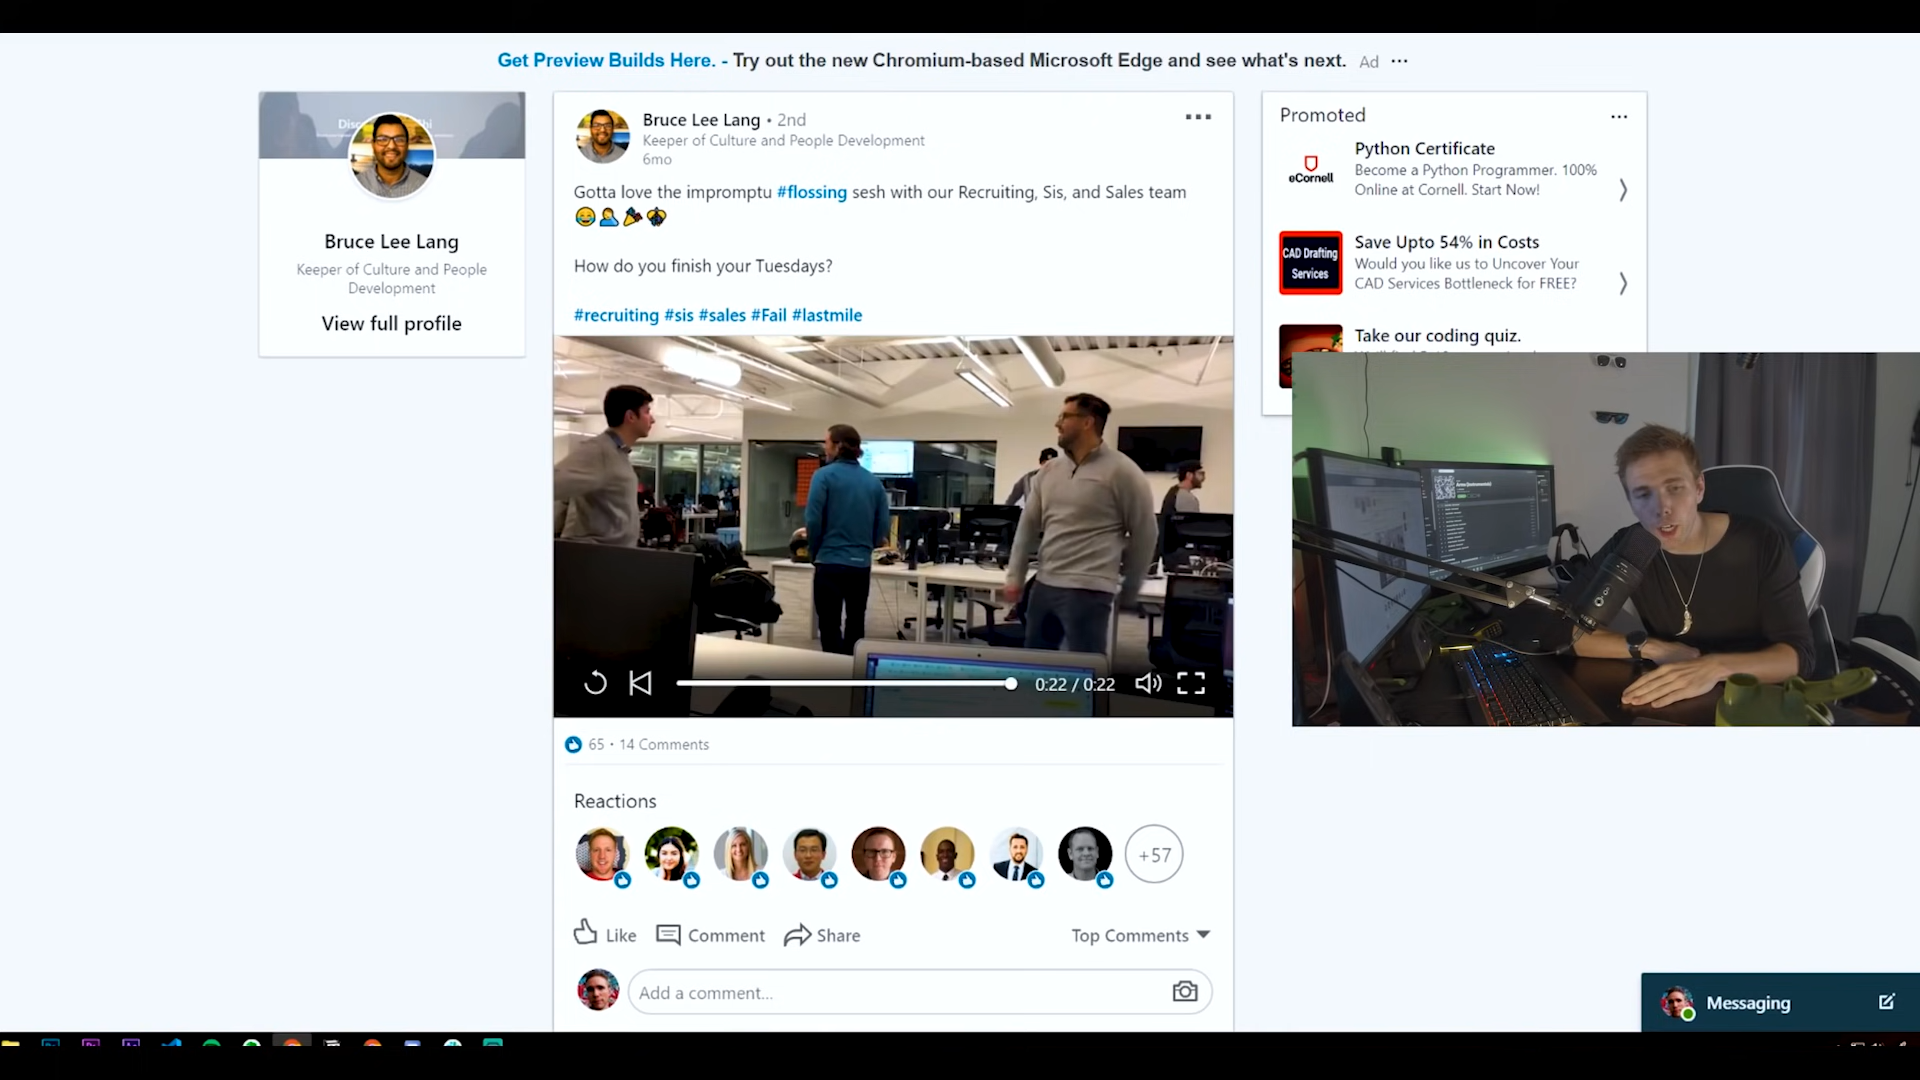 Get Preview Builds Here. - Try out the new Chromium-based Microsoft Edge and see what's next. Ad
Bruce Lee Lang
Keeper of Culture and People
Development
View full profile
Bruce Lee Lang • 2nd
Keeper of Culture and People Development
6mo
Gotta love the impromptu #flossing sesh with our Recruiting, Sis, and Sales team
How do you finish your Tuesdays?
#recruiting #sis #sales #Fail #lastmile
0:22 / 0:22
65 • 14 Comments
Reactions
+57
Like
Comment
Share
Top Comments
Add a comment...
Promoted
eCornell
Python Certificate
Become a Python Programmer. 100%
Online at Cornell. Start Now!
CAD Drafting
Services
Save Upto 54% in Costs
Would you like us to Uncover Your
CAD Services Bottleneck for FREE?
Take our coding quiz.
Messaging